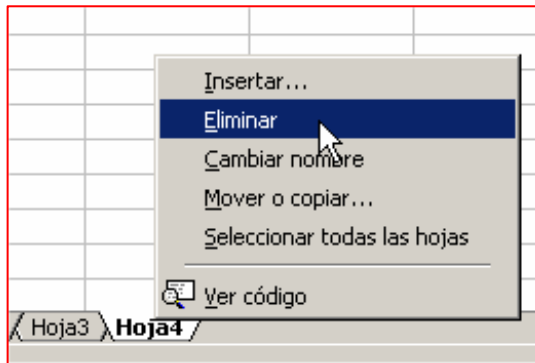 Insertar...
Eliminar
Cambiar nombre
Mover o copiar...
Seleccionar todas las hojas
Ver código
Hoja3 Hoja4